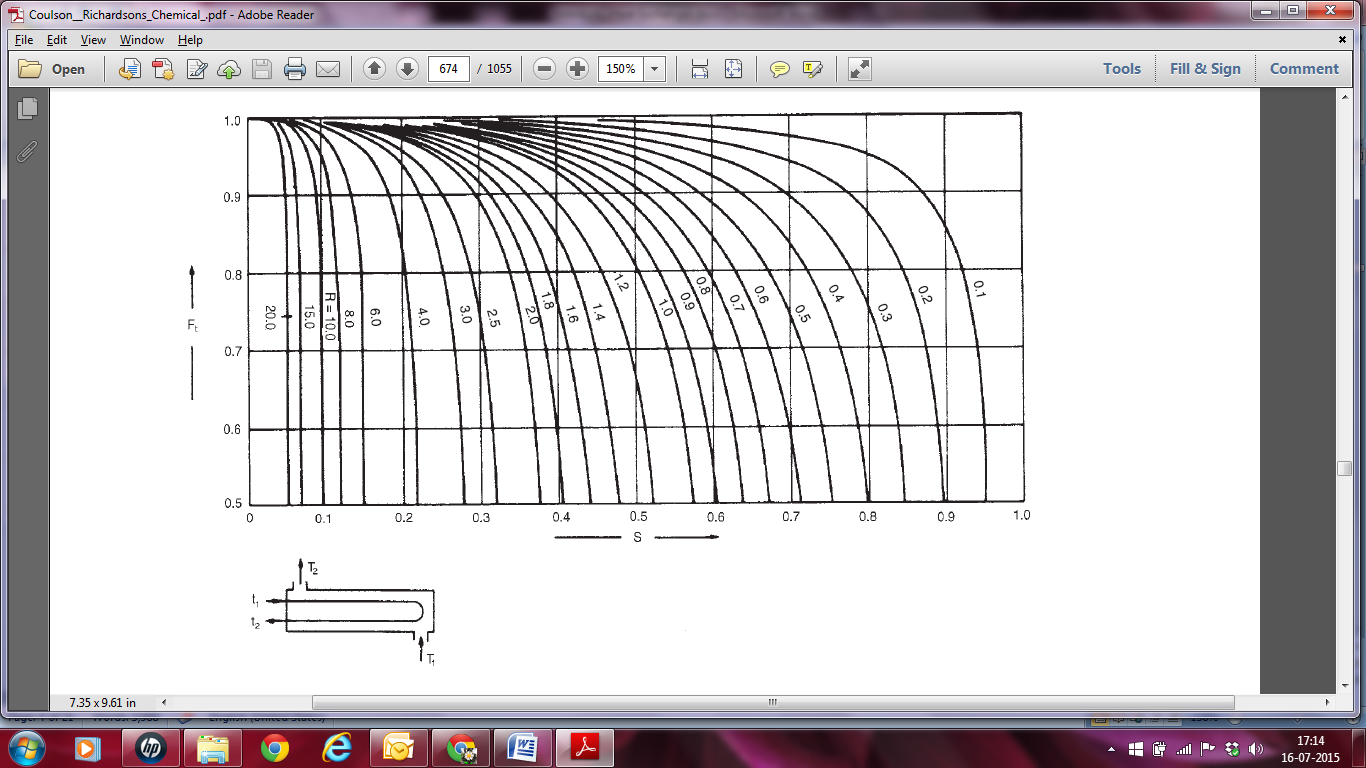 Coulson__Richardsons_Chemical_.pdf - Adobe Reader
File Edit View Window Help
Open 674 / 1055 150% Tools Fill & Sign Comment
1.0
0.9
0.8
0.7
0.6
0.5
Ft
20.0 15.0 R = 10.0 8.0 6.0 4.0 3.0 2.5 2.0 1.8 1.6 1.4 1.2 1.0 0.9 0.8 0.7 0.6 0.5 0.4 0.3 0.2 0.1
0 0.1 0.2 0.3 0.4 0.5 0.6 0.7 0.8 0.9 1.0
S
T2
t1
t2
T1
7.35 x 9.61 in
English (United States)
17:14
16-07-2015